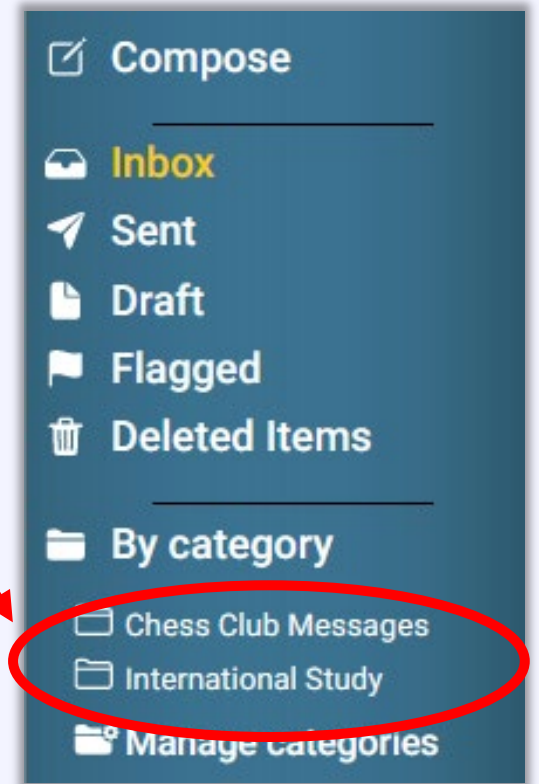 Compose
Inbox
Sent
Draft
Flagged
Deleted Items
By category
Chess Club Messages
International Study
Manage categories